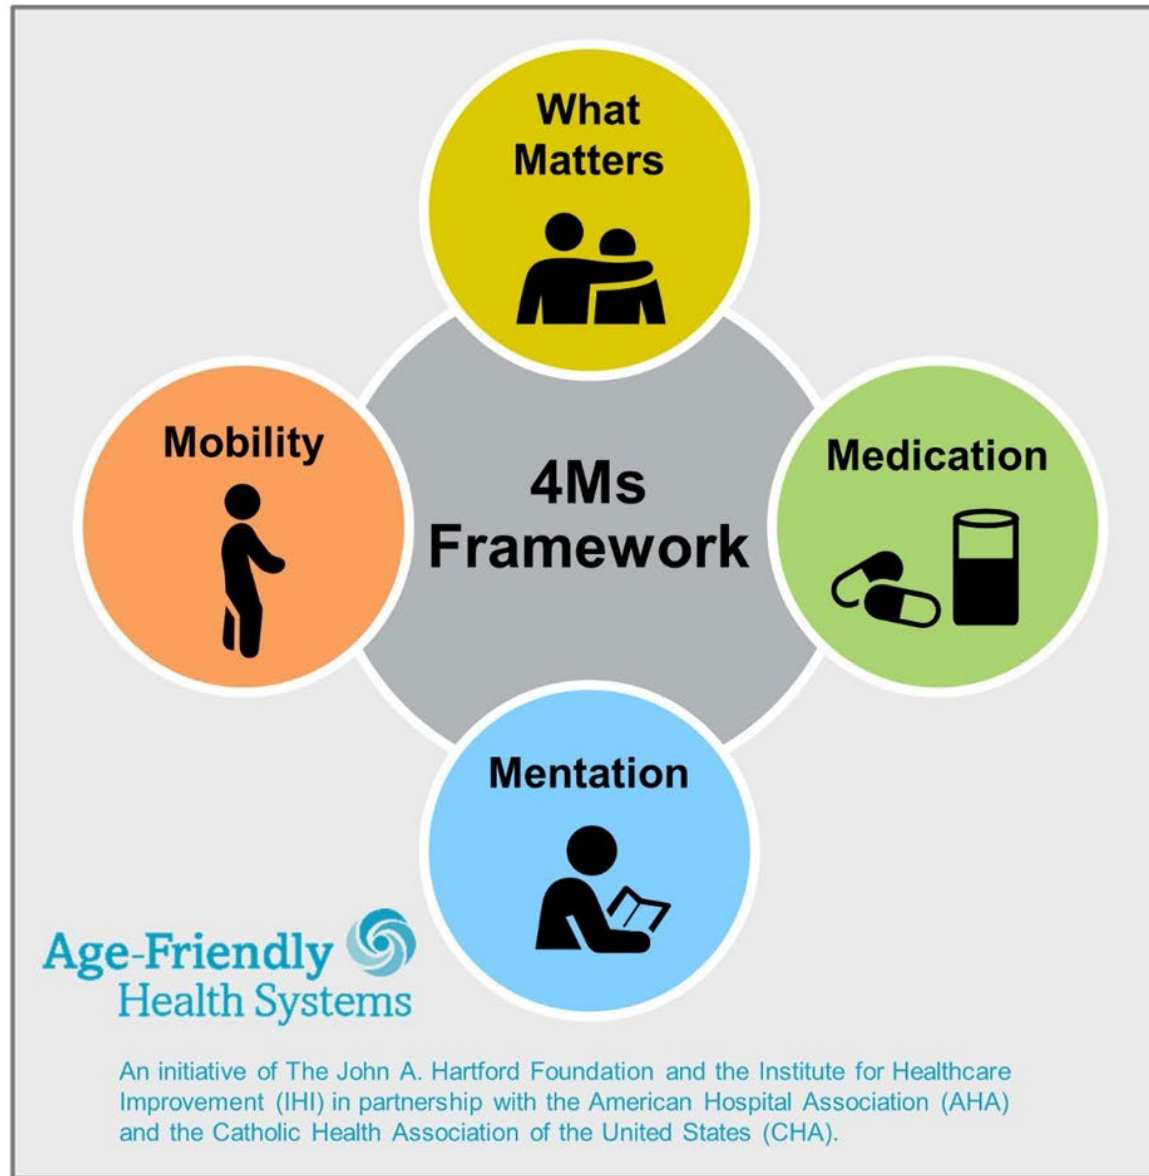 What
Matters
Mobility
4Ms
Framework
Medication
Mentation
Age-Friendly
Health Systems
An initiative of The John A. Hartford Foundation and the Institute for Healthcare
Improvement (IHI) in partnership with the American Hospital Association (AHA)
and the Catholic Health Association of the United States (CHA).